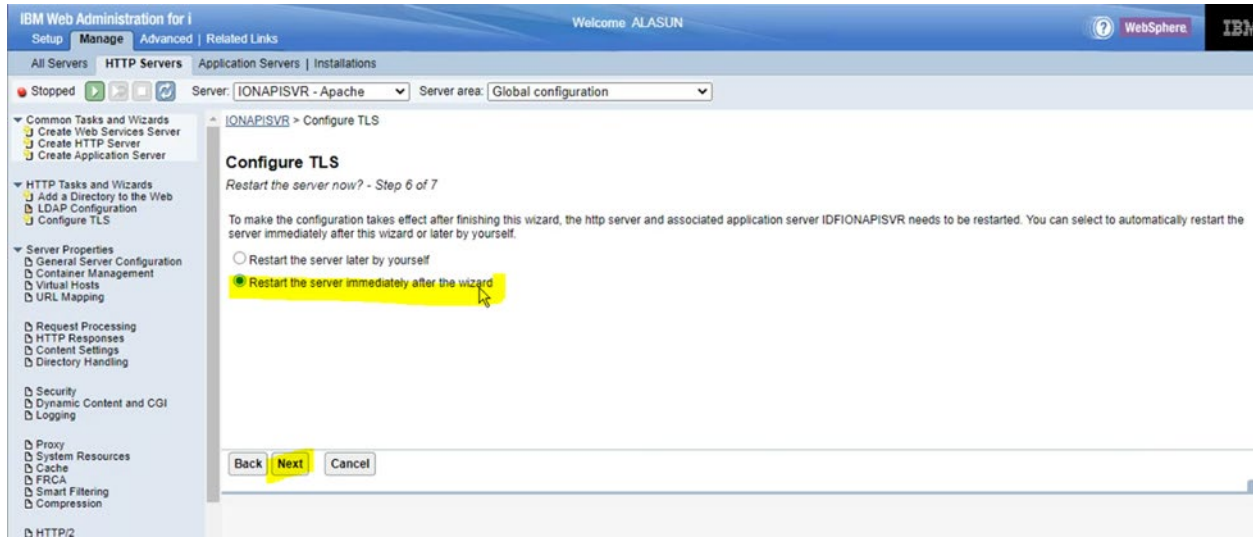 IBM Web Administration for i
Welcome ALASUN
WebSphere.
Setup Manage Advanced | Related Links
All Servers HTTP Servers Application Servers | Installations
Stopped Server: IONAPISVR - Apache Server area: Global configuration
Common Tasks and Wizards
Create Web Services Server
Create HTTP Server
Create Application Server
HTTP Tasks and Wizards
Add a Directory to the Web
LDAP Configuration
Configure TLS
Server Properties
General Server Configuration
Container Management
Virtual Hosts
URL Mapping
Request Processing
HTTP Responses
Content Settings
Directory Handling
Security
Dynamic Content and CGI
Logging
Proxy
System Resources
Cache
FRCA
Smart Filtering
Compression
HTTP/2
IONAPISVR > Configure TLS
Configure TLS
Restart the server now? - Step 6 of 7
To make the configuration takes effect after finishing this wizard, the http server and associated application server IDFIONAPISVR needs to be restarted. You can select to automatically restart the
server immediately after this wizard or later by yourself.
Restart the server later by yourself
Restart the server immediately after the wizard
Back Next Cancel